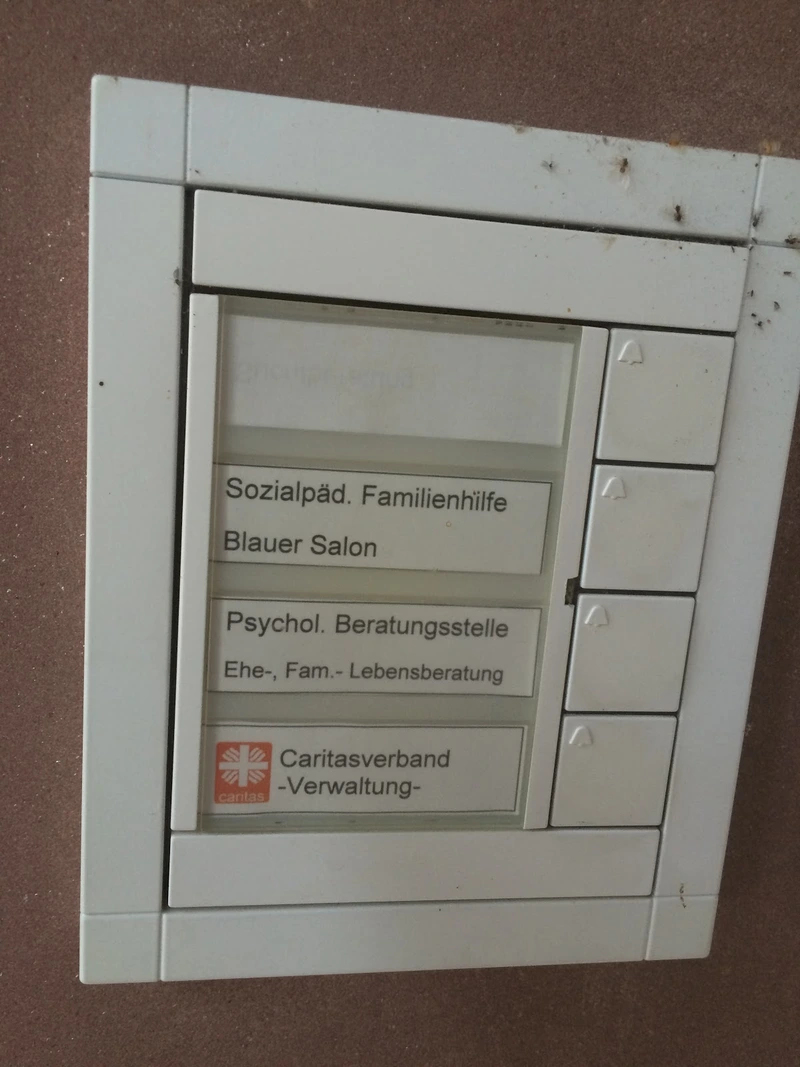 Sozialpäd. Familienhilfe
Blauer Salon
Psychol. Beratungsstelle
Ehe-, Fam.- Lebensberatung
caritas
Caritasverband
-Verwaltung-